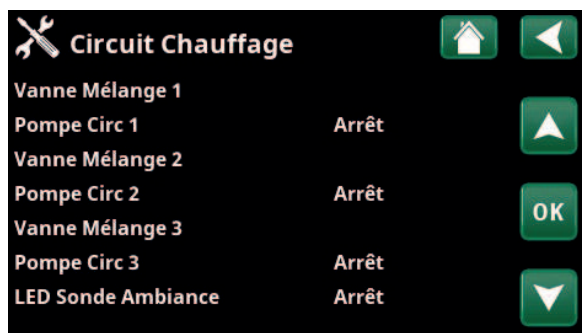 Circuit Chauffage
Vanne Mélange 1
Pompe Circ 1 Arrêt
Vanne Mélange 2
Pompe Circ 2 Arrêt
OK
Vanne Mélange 3
Pompe Circ 3 Arrêt
LED Sonde Ambiance Arrêt